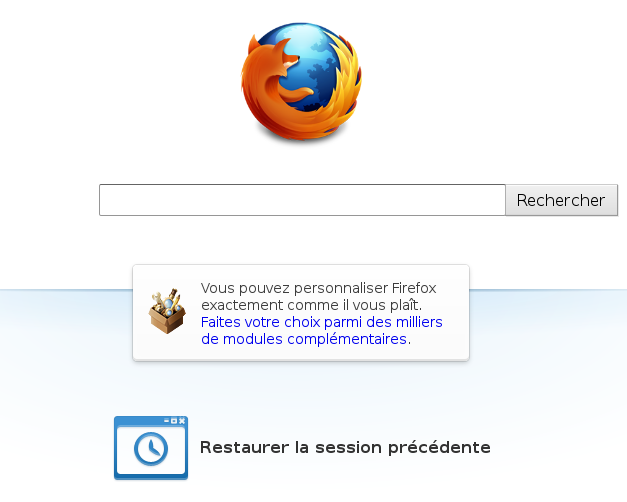 Rechercher
Vous pouvez personnaliser Firefox
exactement comme il vous plaît.
Faites votre choix parmi des milliers
de modules complémentaires.
Restaurer la session précédente